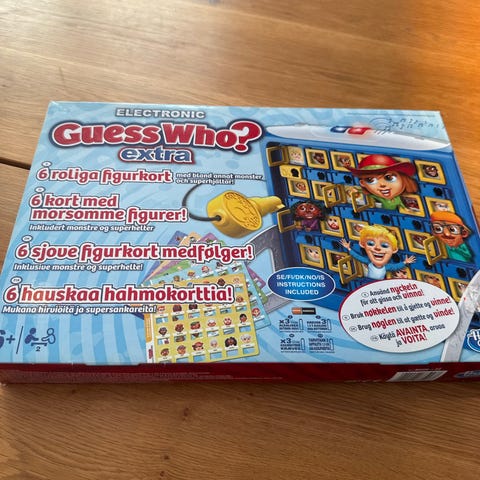 ELECTRONIC
Guess Who?
extra
6 roliga figurkort
med bland annat monster
och superhjältar!
6 kort med
morsomme figurer!
Inkludert monstre og superhelter
6 sjove figurkort medfølger!
Inklusive monstre og superhelte!
6 hauskaa hahmokorttia!
Mukana hirviöitä ja supersankareita!
SE/FI/DK/NO/IS
INSTRUCTIONS
INCLUDED
Använd nyckeln
för att gissa och vinna!
Bruk nøkkelen til å gjette og vinne!
Brug nøglen til at gætte og vinde!
Käytä AVAINTA, arvaa
ja VOITA!
2
x3
x3